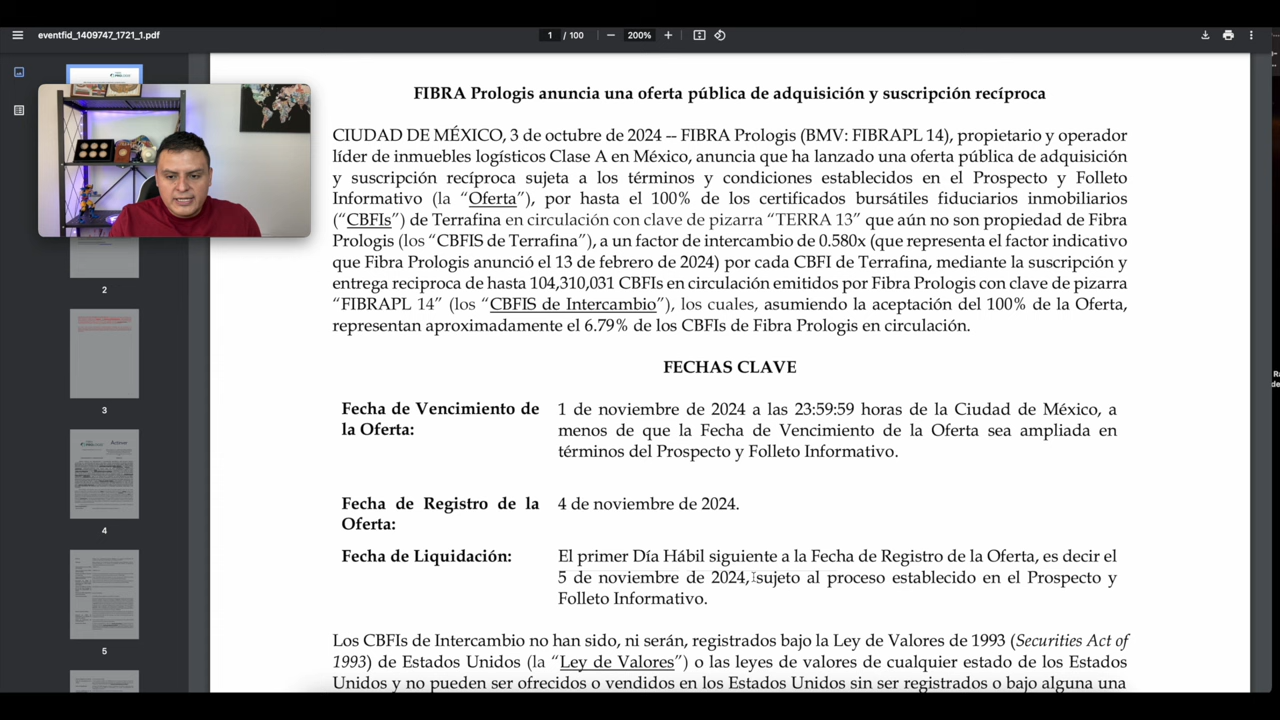 eventfid_1409747_1721_1.pdf
1 / 100
200%
2
3
4
5
FIBRA Prologis anuncia una oferta pública de adquisición y suscripción recíproca
CIUDAD DE MÉXICO, 3 de octubre de 2024 -- FIBRA Prologis (BMV: FIBRAPL 14), propietario y operador
líder de inmuebles logísticos Clase A en México, anuncia que ha lanzado una oferta pública de adquisición
y suscripción recíproca sujeta a los términos y condiciones establecidos en el Prospecto y Folleto
Informativo (la “Oferta”), por hasta el 100% de los certificados bursátiles fiduciarios inmobiliarios
(“CBFIs”) de Terrafina en circulación con clave de pizarra “TERRA 13” que aún no son propiedad de Fibra
Prologis (los “CBFIS de Terrafina”), a un factor de intercambio de 0.580x (que representa el factor indicativo
que Fibra Prologis anunció el 13 de febrero de 2024) por cada CBFI de Terrafina, mediante la suscripción y
entrega reciproca de hasta 104,310,031 CBFIs en circulación emitidos por Fibra Prologis con clave de pizarra
“FIBRAPL 14” (los “CBFIS de Intercambio”), los cuales, asumiendo la aceptación del 100% de la Oferta,
representan aproximadamente el 6.79% de los CBFIs de Fibra Prologis en circulación.
FECHAS CLAVE
Fecha de Vencimiento de la Oferta:
1 de noviembre de 2024 a las 23:59:59 horas de la Ciudad de México, a
menos de que la Fecha de Vencimiento de la Oferta sea ampliada en
términos del Prospecto y Folleto Informativo.
Fecha de Registro de la Oferta:
4 de noviembre de 2024.
Fecha de Liquidación:
El primer Día Hábil siguiente a la Fecha de Registro de la Oferta, es decir el
5 de noviembre de 2024, sujeto al proceso establecido en el Prospecto y
Folleto Informativo.
Los CBFIs de Intercambio no han sido, ni serán, registrados bajo la Ley de Valores de 1993 (Securities Act of
1993) de Estados Unidos (la “Ley de Valores”) o las leyes de valores de cualquier estado de los Estados
Unidos y no pueden ser ofrecidos o vendidos en los Estados Unidos sin ser registrados o bajo alguna una